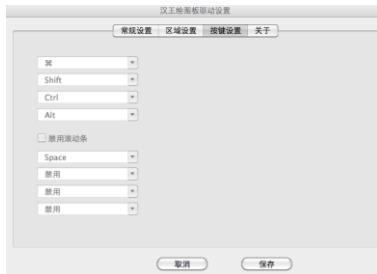 汉王绘图板驱动设置
常规设置 区域设置 按键设置 关于
⌘
Shift
Ctrl
Alt
禁用滚动条
Space
禁用
禁用
禁用
取消 保存